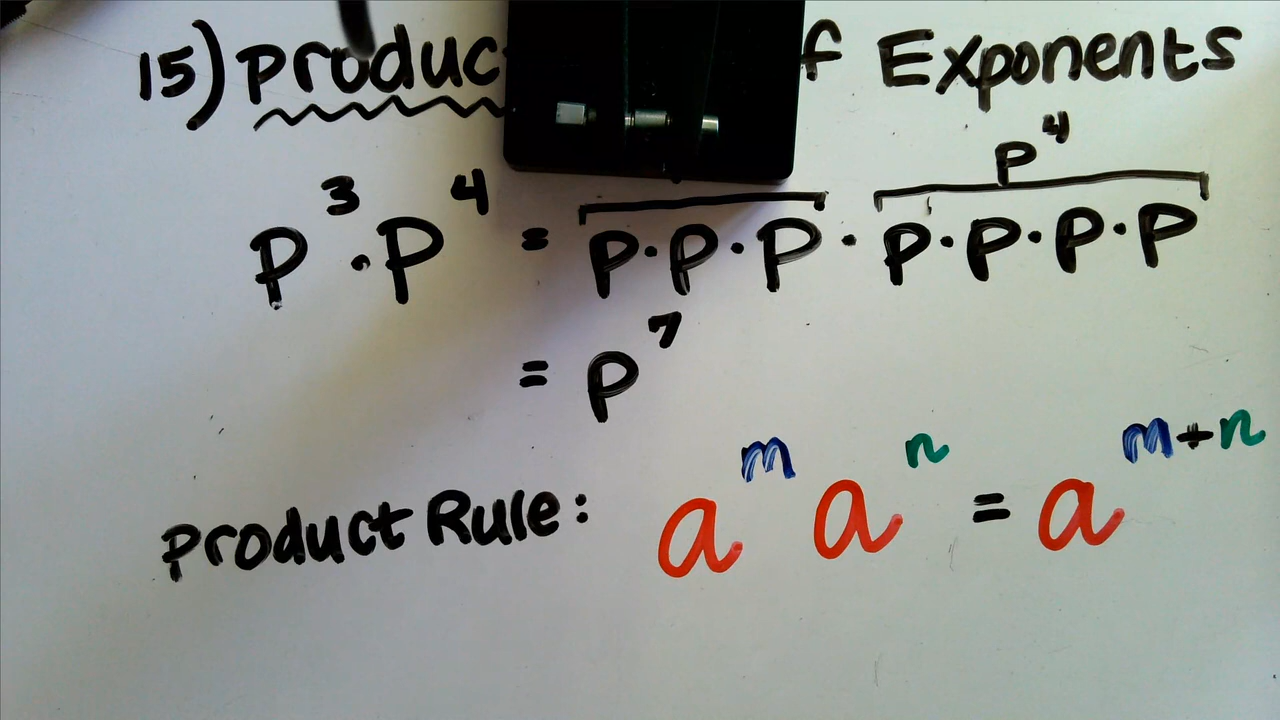 15) Produc f Exponents
P⁴
P³·P⁴ = P·P·P·P·P·P·P
= P⁷
Product Rule: aᵐ aⁿ = aᵐ⁺ⁿ